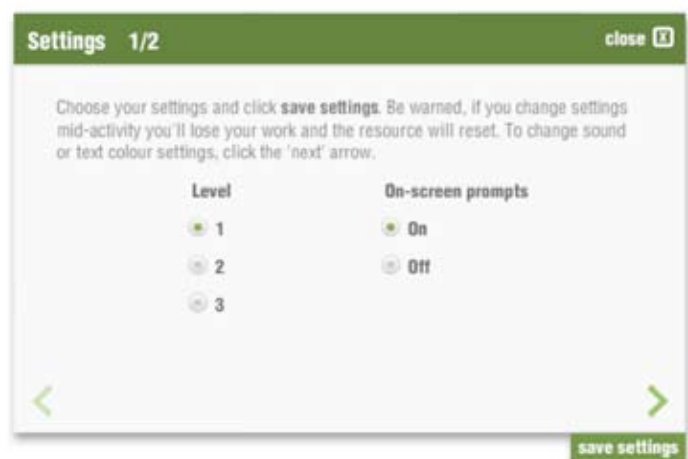 Settings 1/2
close X
Choose your settings and click save settings. Be warned, if you change settings
mid-activity you'll lose your work and the resource will reset. To change sound
or text colour settings, click the 'next' arrow.
Level On-screen prompts
1 On
2 Off
3
save settings